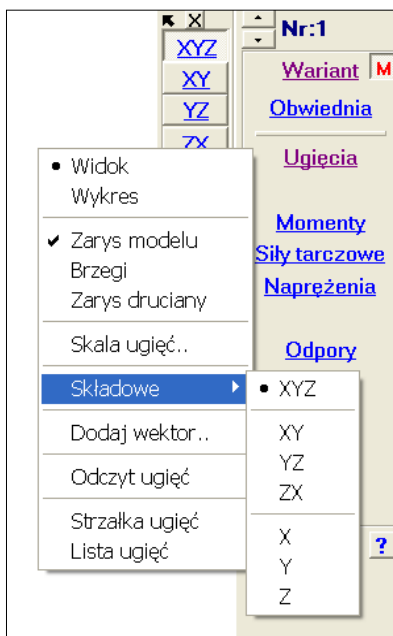 X
XYZ
XY
YZ
ZX
Nr:1
Wariant M
Obwiednia
Ugięcia
Momenty
Siły tarczowe
Naprężenia
Odpory
?
Widok
Wykres
Zarys modelu
Brzegi
Zarys druciany
Skala ugięć..
Składowe
Dodaj wektor..
Odczyt ugięć
Strzałka ugięć
Lista ugięć
XYZ
XY
YZ
ZX
X
Y
Z